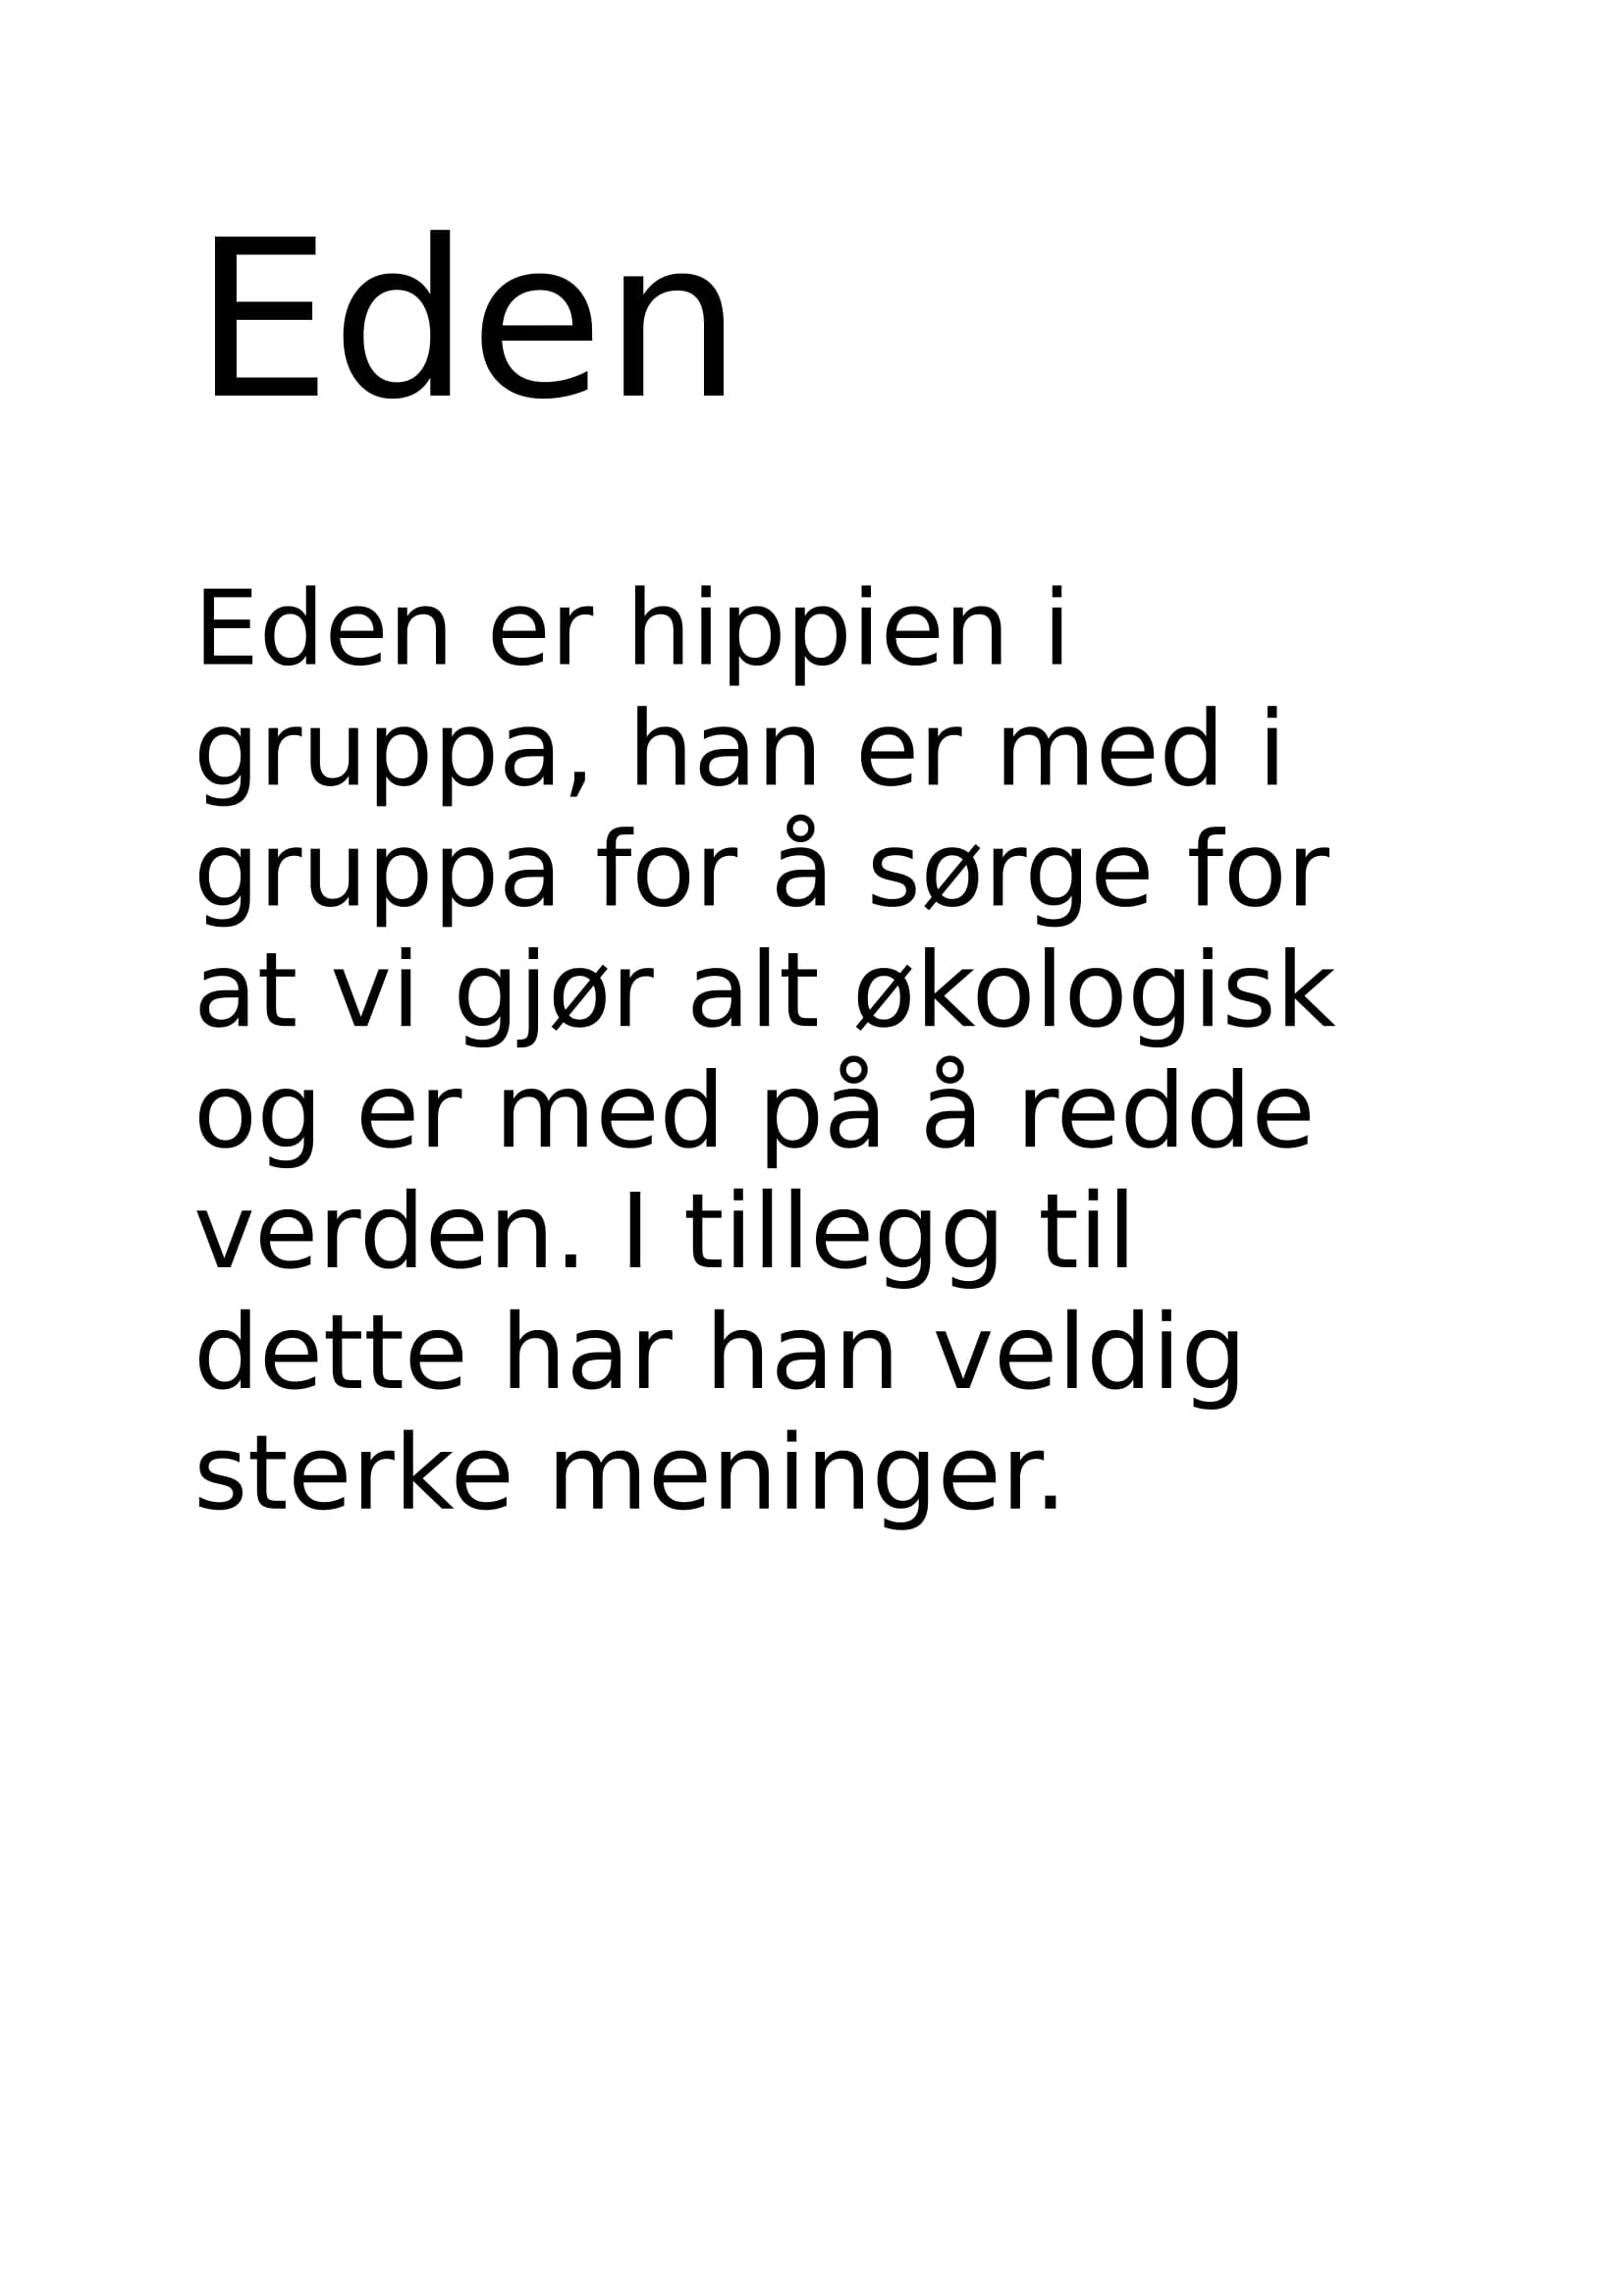 Eden
Eden er hippien i
gruppa, han er med i
gruppa for å sørge for
at vi gjør alt økologisk
og er med på å redde
verden. I tillegg til
dette har han veldig
sterke meninger.